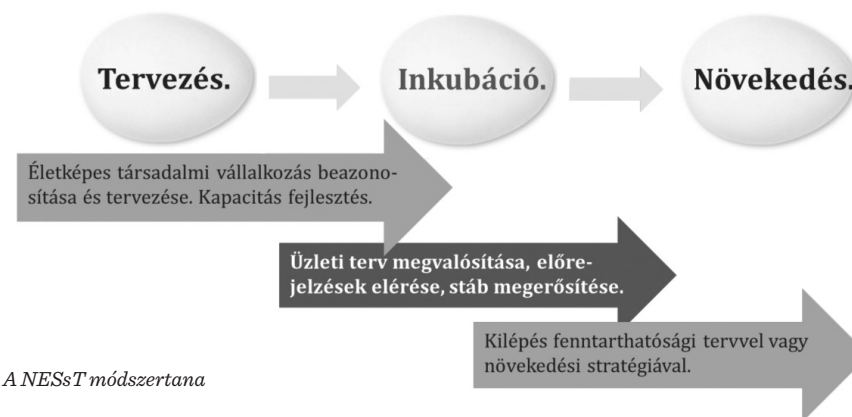 Tervezés.
Inkubáció.
Növekedés.
Életképes társadalmi vállalkozás beazono-
sítása és tervezése. Kapacitás fejlesztés.
Üzleti terv megvalósítása, előre-
jelzések elérése, stáb megerősítése.
Kilépés fenntarthatósági tervvel vagy
növekedési stratégiával.
A NESsT módszertana